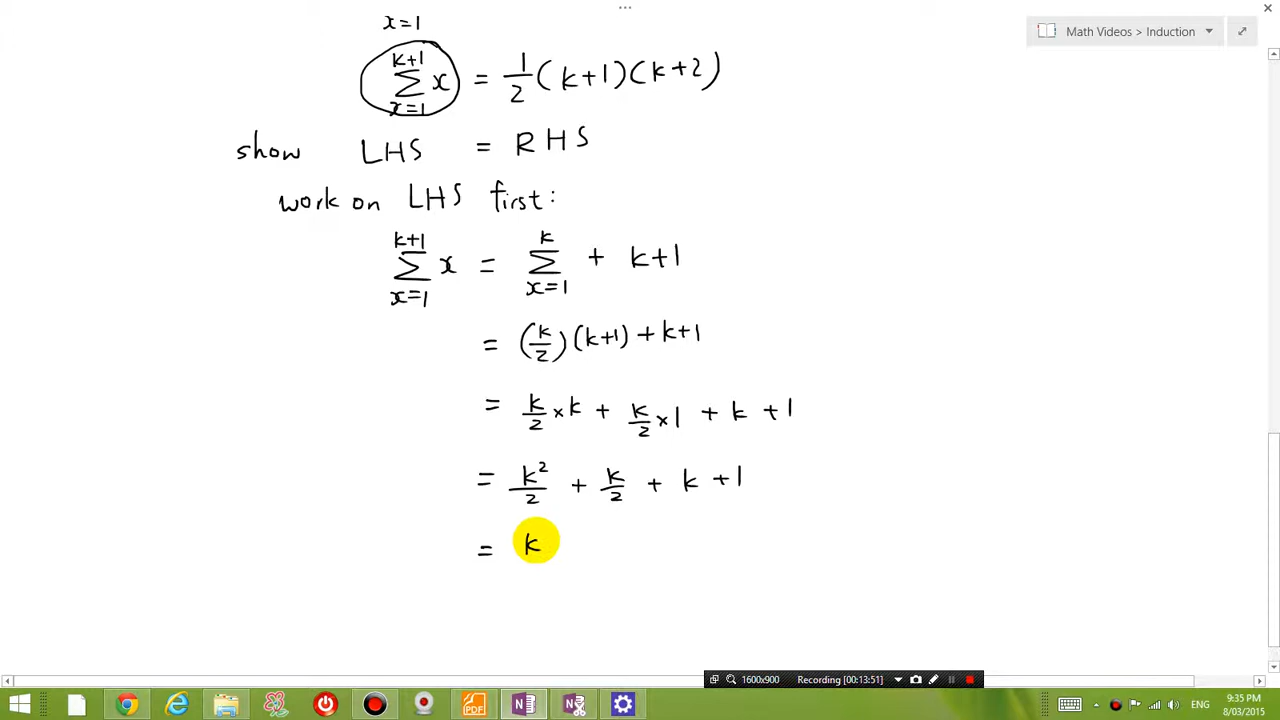 x=1
Math Videos > Induction
k+1
∑ x = 1/2 (k+1)(k+2)
x=1
show LHS = RHS
work on LHS first:
k+1 k
∑ x = ∑ + k+1
x=1 x=1
= (k/2)(k+1) + k+1
= k/2 × k + k/2 × 1 + k + 1
= k²/2 + k/2 + k + 1
= k
1600x900 Recording [00:13:51]
PDF
N N
ENG 9:35 PM
8/03/2015